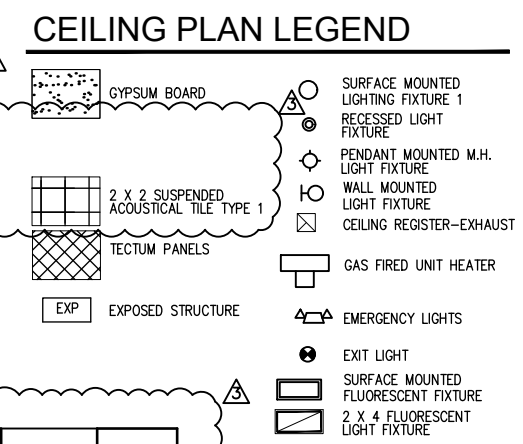 CEILING PLAN LEGEND
GYPSUM BOARD
2 X 2 SUSPENDED
ACOUSTICAL TILE TYPE 1
TECTUM PANELS
EXP
EXPOSED STRUCTURE
3
SURFACE MOUNTED
LIGHTING FIXTURE 1
RECESSED LIGHT
FIXTURE
PENDANT MOUNTED M.H.
LIGHT FIXTURE
WALL MOUNTED
LIGHT FIXTURE
CEILING REGISTER-EXHAUST
GAS FIRED UNIT HEATER
EMERGENCY LIGHTS
EXIT LIGHT
3
SURFACE MOUNTED
FLUORESCENT FIXTURE
2 X 4 FLUORESCENT
LIGHT FIXTURE